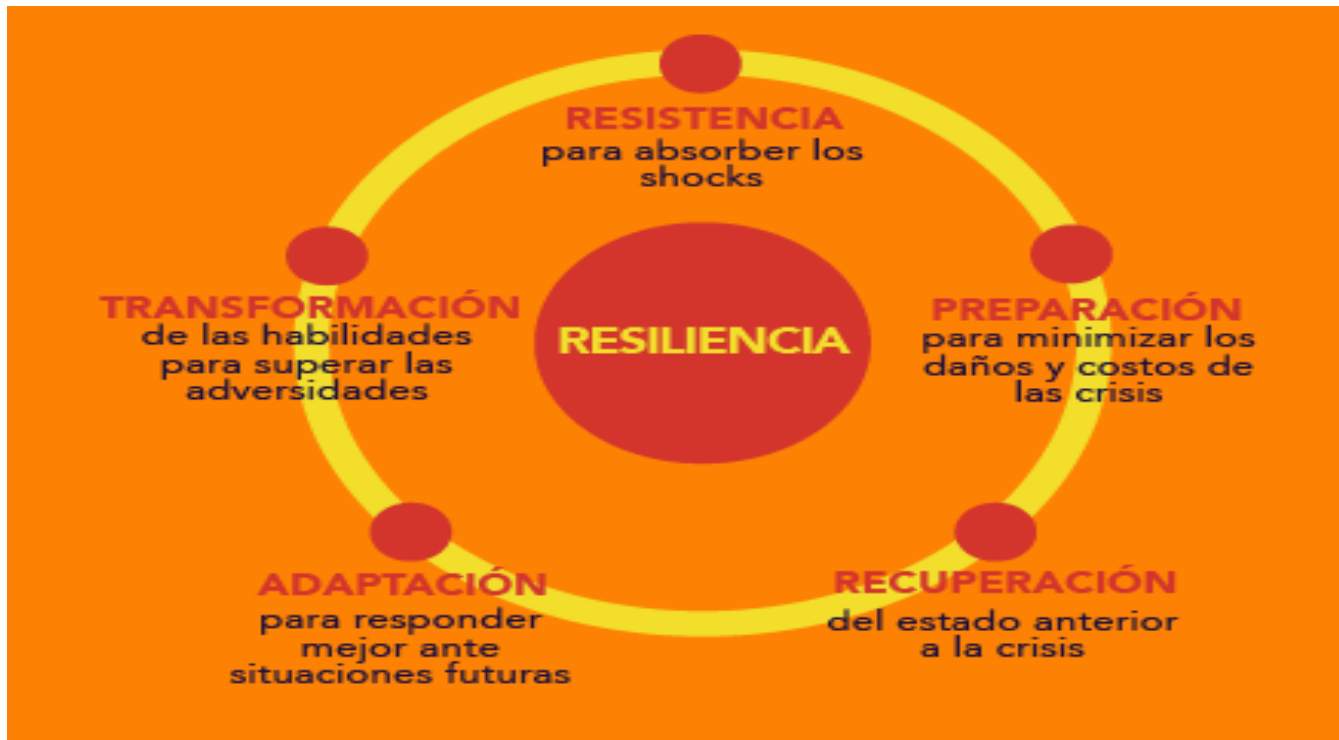 RESISTENCIA
para absorber los
shocks
TRANSFORMACIÓN
de las habilidades
para superar las
adversidades
RESILIENCIA
PREPARACIÓN
para minimizar los
daños y costos de
las crisis
ADAPTACIÓN
para responder
mejor ante
situaciones futuras
RECUPERACIÓN
del estado anterior
a la crisis